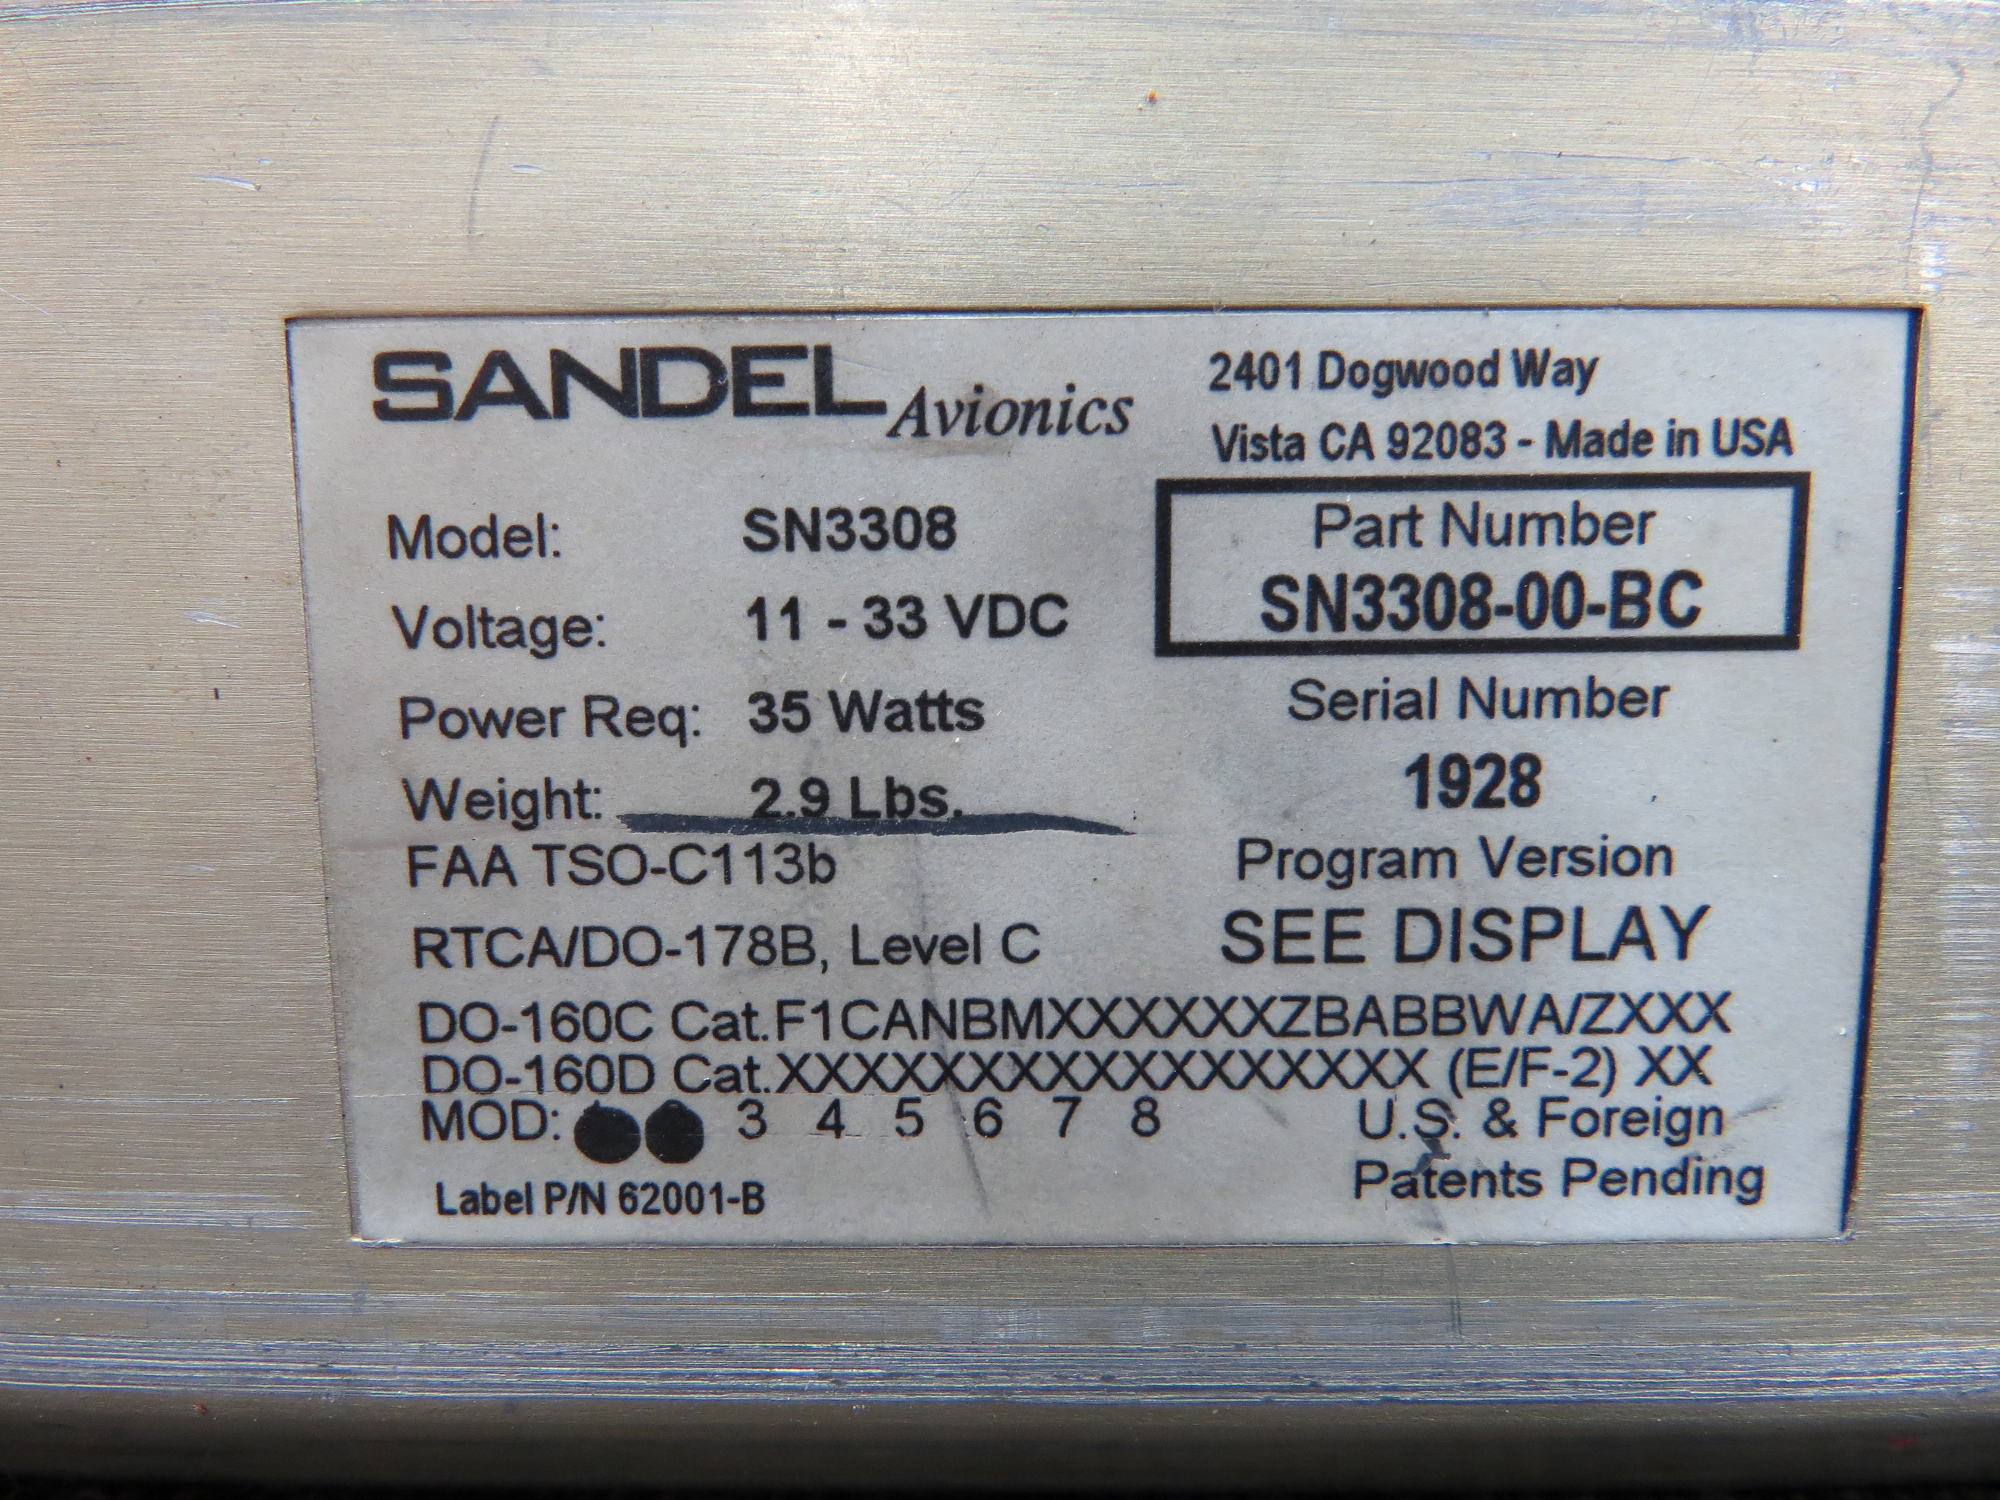 SANDEL Avionics
2401 Dogwood Way
Vista CA 92083 - Made in USA
Model: SN3308
Voltage: 11 - 33 VDC
Power Req: 35 Watts
Weight: 2.9 Lbs.
FAA TSO-C113b
RTCA/DO-178B, Level C
Part Number
SN3308-00-BC
Serial Number
1928
Program Version
SEE DISPLAY
DO-160C Cat.F1CANBMXXXXXXZBABBWA/ZXXX
DO-160D Cat.XXXXXXXXXXXXXXXXX (E/F-2) XX
MOD: 3 4 5 6 7 8
Label P/N 62001-B
U.S. & Foreign
Patents Pending